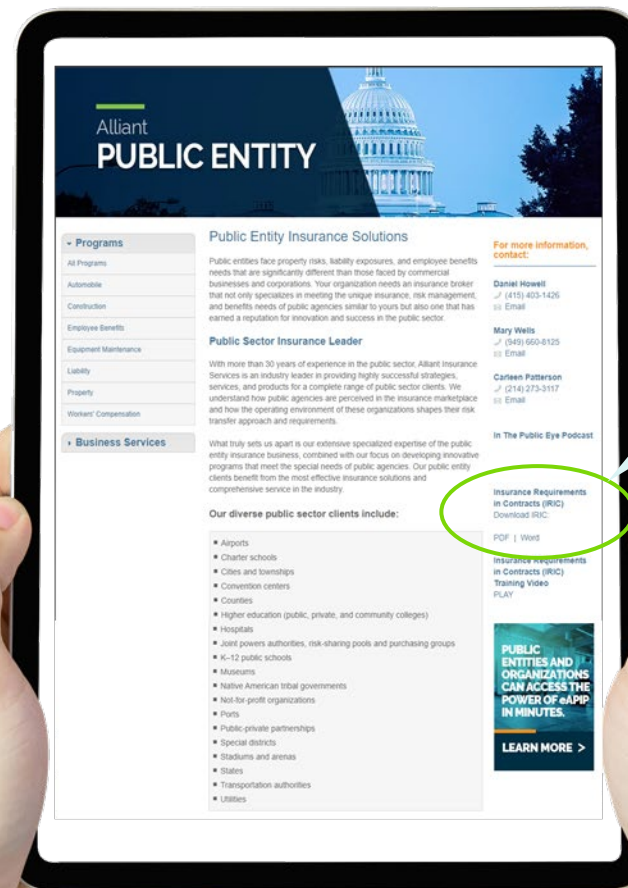 Alliant
PUBLIC ENTITY
Programs
All Programs
Automobile
Construction
Employee Benefits
Equipment Maintenance
Liability
Property
Workers' Compensation
Business Services
Public Entity Insurance Solutions
Public entities face property risks, liability exposures, and employee benefits
needs that are significantly different than those faced by commercial
businesses and corporations. Your organization needs an insurance broker
that not only specializes in meeting the unique insurance, risk management,
and benefits needs of public agencies similar to yours but also one that has
earned a reputation for innovation and success in the public sector.
Public Sector Insurance Leader
With more than 30 years of experience in the public sector, Alliant Insurance
Services is an industry leader in providing highly successful strategies,
services, and products for a complete range of public sector clients. We
understand how public agencies are perceived in the insurance marketplace
and how the operating environment of these organizations shapes their risk
transfer approach and requirements.
What truly sets us apart is our extensive specialized expertise of the public
entity insurance business, combined with our focus on developing innovative
programs that meet the special needs of public agencies. Our public entity
clients benefit from the most effective insurance solutions and
comprehensive service in the industry.
Our diverse public sector clients include:
Airports
Charter schools
Cities and townships
Convention centers
Counties
Higher education (public, private, and community colleges)
Hospitals
Joint powers authorities, risk-sharing pools and purchasing groups
K–12 public schools
Museums
Native American tribal governments
Not-for-profit organizations
Ports
Public-private partnerships
Special districts
Stadiums and arenas
States
Transportation authorities
Utilities
For more information,
contact:
Daniel Howell
(415) 403-1426
Email
Mary Wells
(949) 660-8125
Email
Carleen Patterson
(214) 273-3117
Email
In The Public Eye Podcast
Insurance Requirements
in Contracts (IRIC)
Download IRIC:
PDF | Word
Insurance Requirements
in Contracts (IRIC)
Training Video
PLAY
PUBLIC
ENTITIES AND
ORGANIZATIONS
CAN ACCESS THE
POWER OF eAPIP
IN MINUTES.
LEARN MORE >